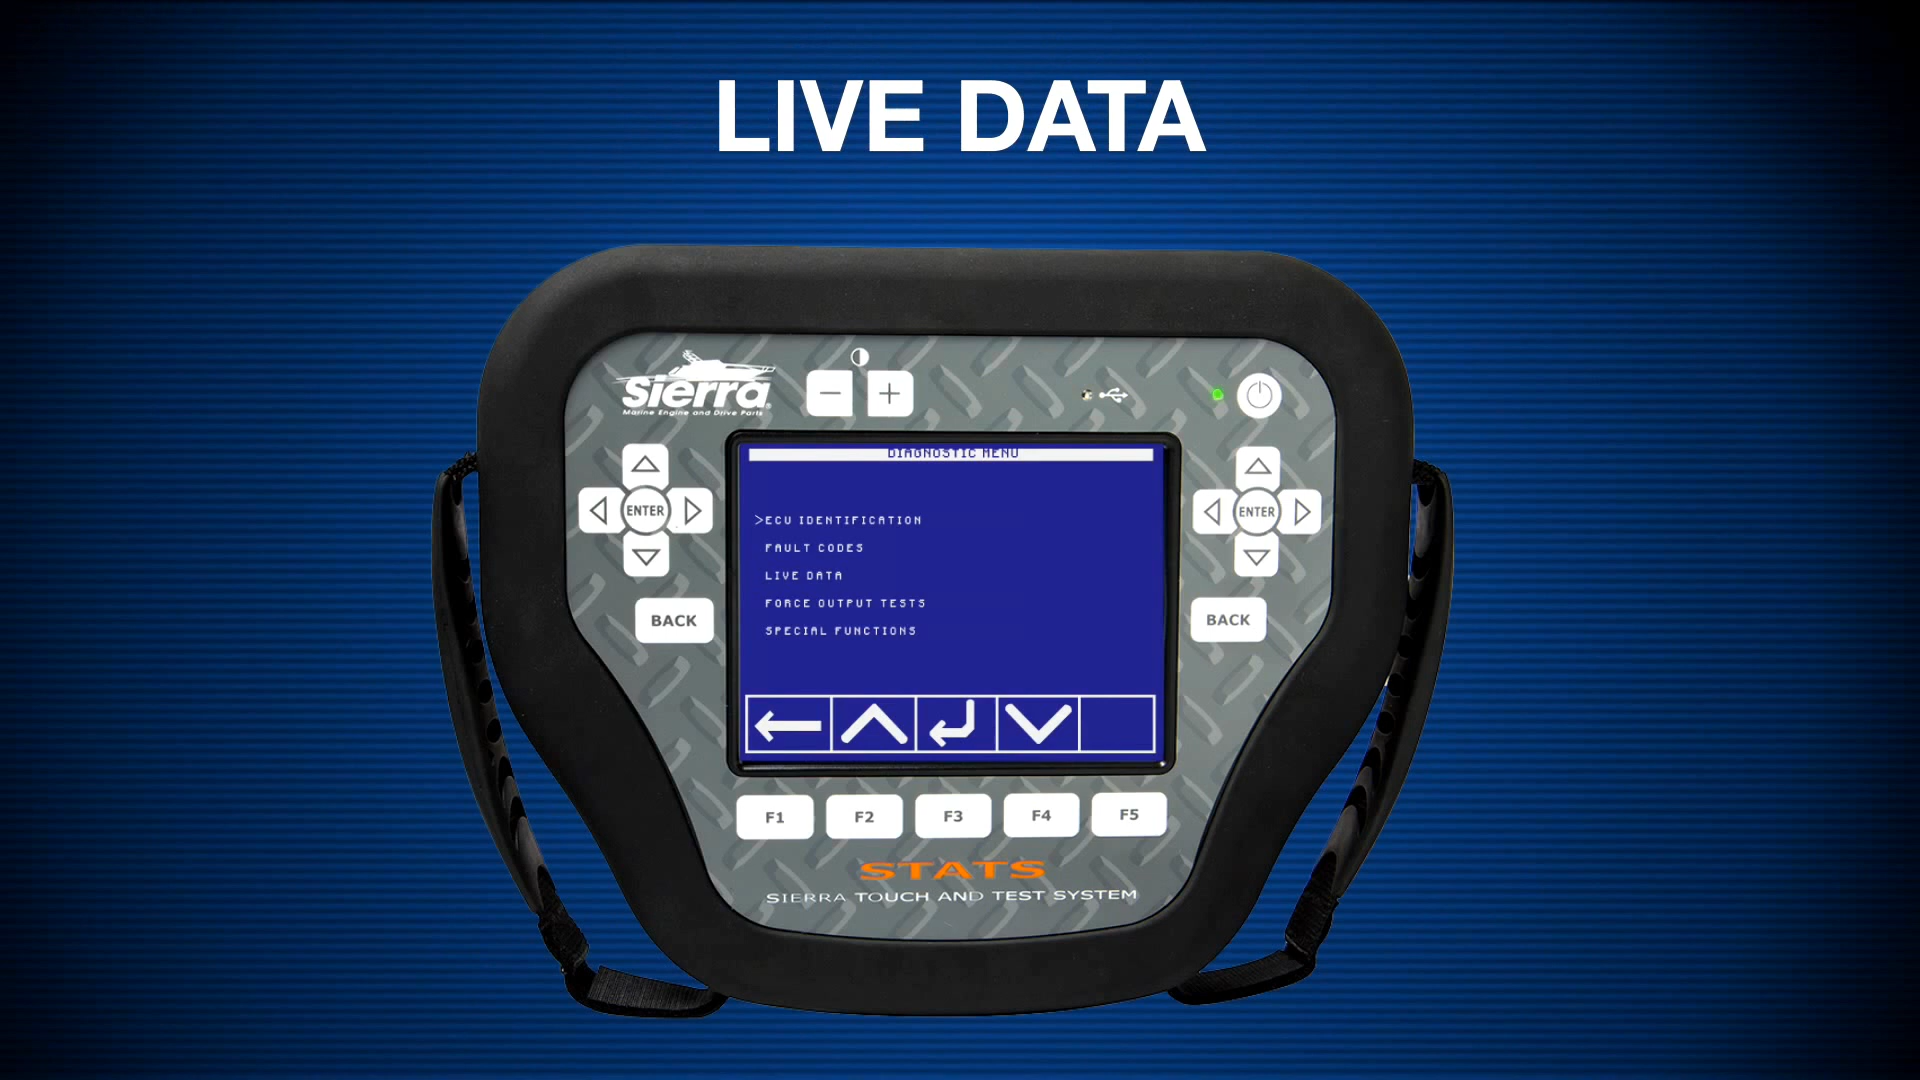 LIVE DATA
Sierra
Marine Engine and Drive Parts
DIAGNOSTIC MENU
ENTER
ENTER
>ECU IDENTIFICATION
FAULT CODES
LIVE DATA
FORCE OUTPUT TESTS
SPECIAL FUNCTIONS
BACK
BACK
F1 F2 F3 F4 F5
STATS
SIERRA TOUCH AND TEST SYSTEM